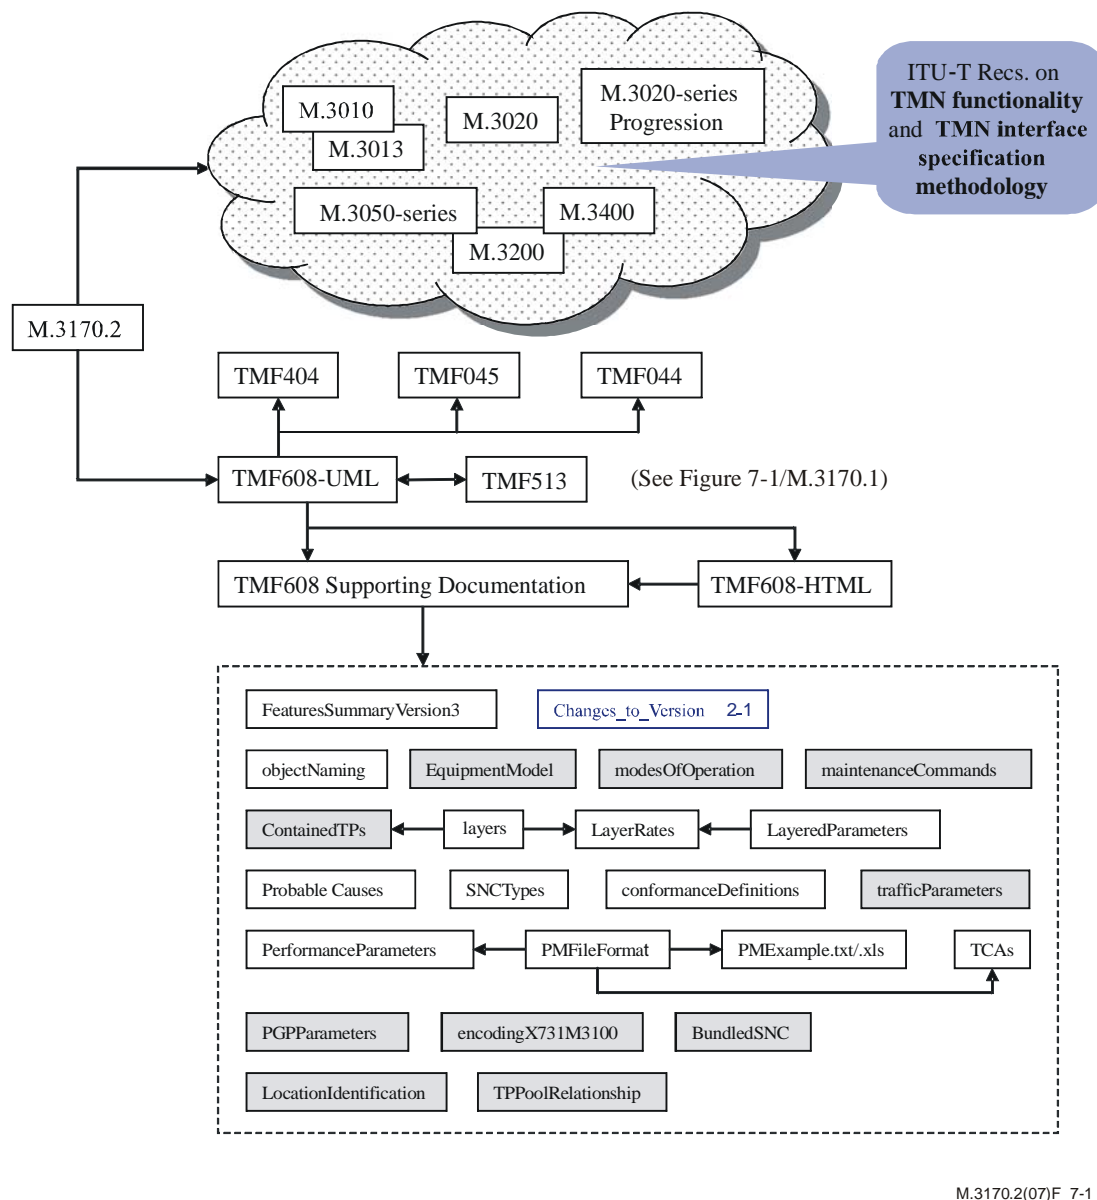 M.3010
M.3013
M.3020
M.3020-series
Progression
ITU-T Recs. on
TMN functionality
and TMN interface
specification
methodology
M.3050-series
M.3400
M.3200
M.3170.2
TMF404
TMF045
TMF044
TMF608-UML
TMF513
(See Figure 7-1/M.3170.1)
TMF608 Supporting Documentation
TMF608-HTML
FeaturesSummaryVersion3
Changes_to_Version 2-1
objectNaming
EquipmentModel
modesOfOperation
maintenanceCommands
ContainedTPs
layers
LayerRates
LayeredParameters
Probable Causes
SNCTypes
conformanceDefinitions
trafficParameters
PerformanceParameters
PMFileFormat
PMExample.txt/.xls
TCAs
PGPParameters
encodingX731M3100
BundledSNC
LocationIdentification
TPPoolRelationship
M.3170.2(07)F_7-1